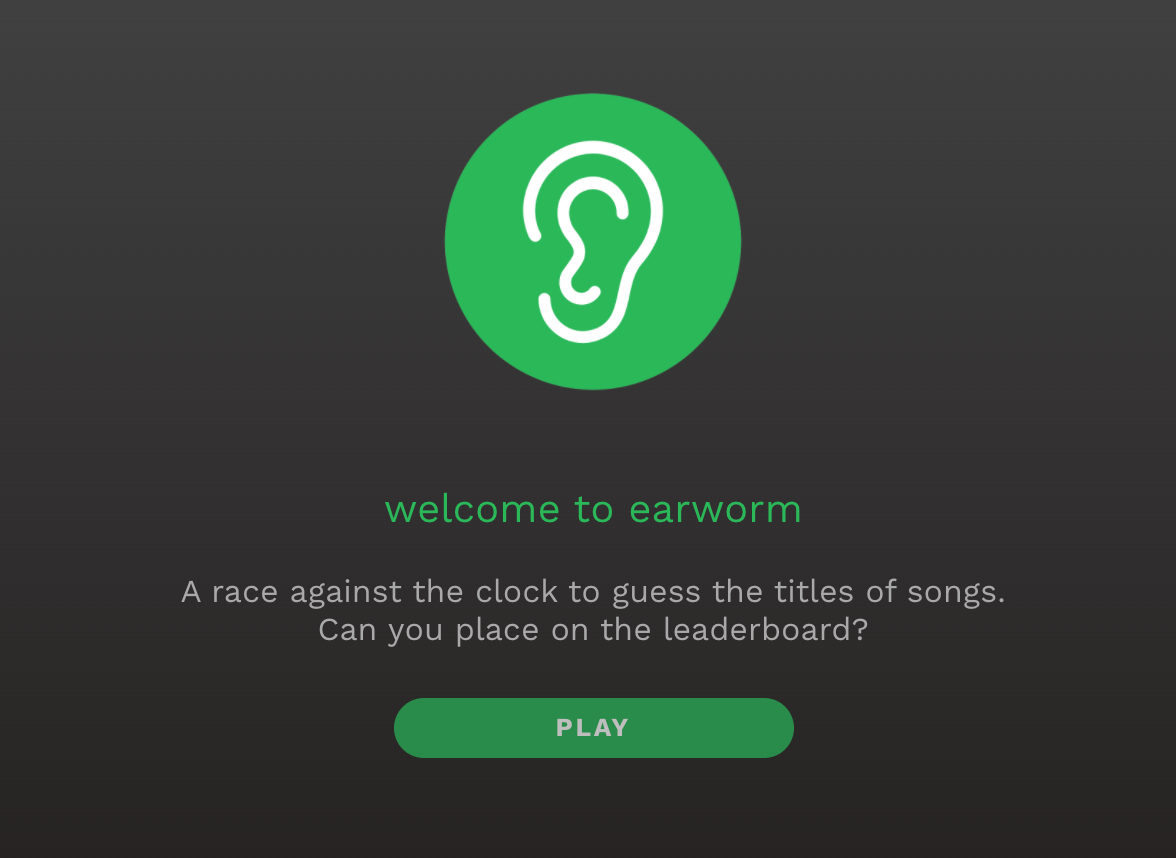 welcome to earworm
A race against the clock to guess the titles of songs.
Can you place on the leaderboard?
PLAY